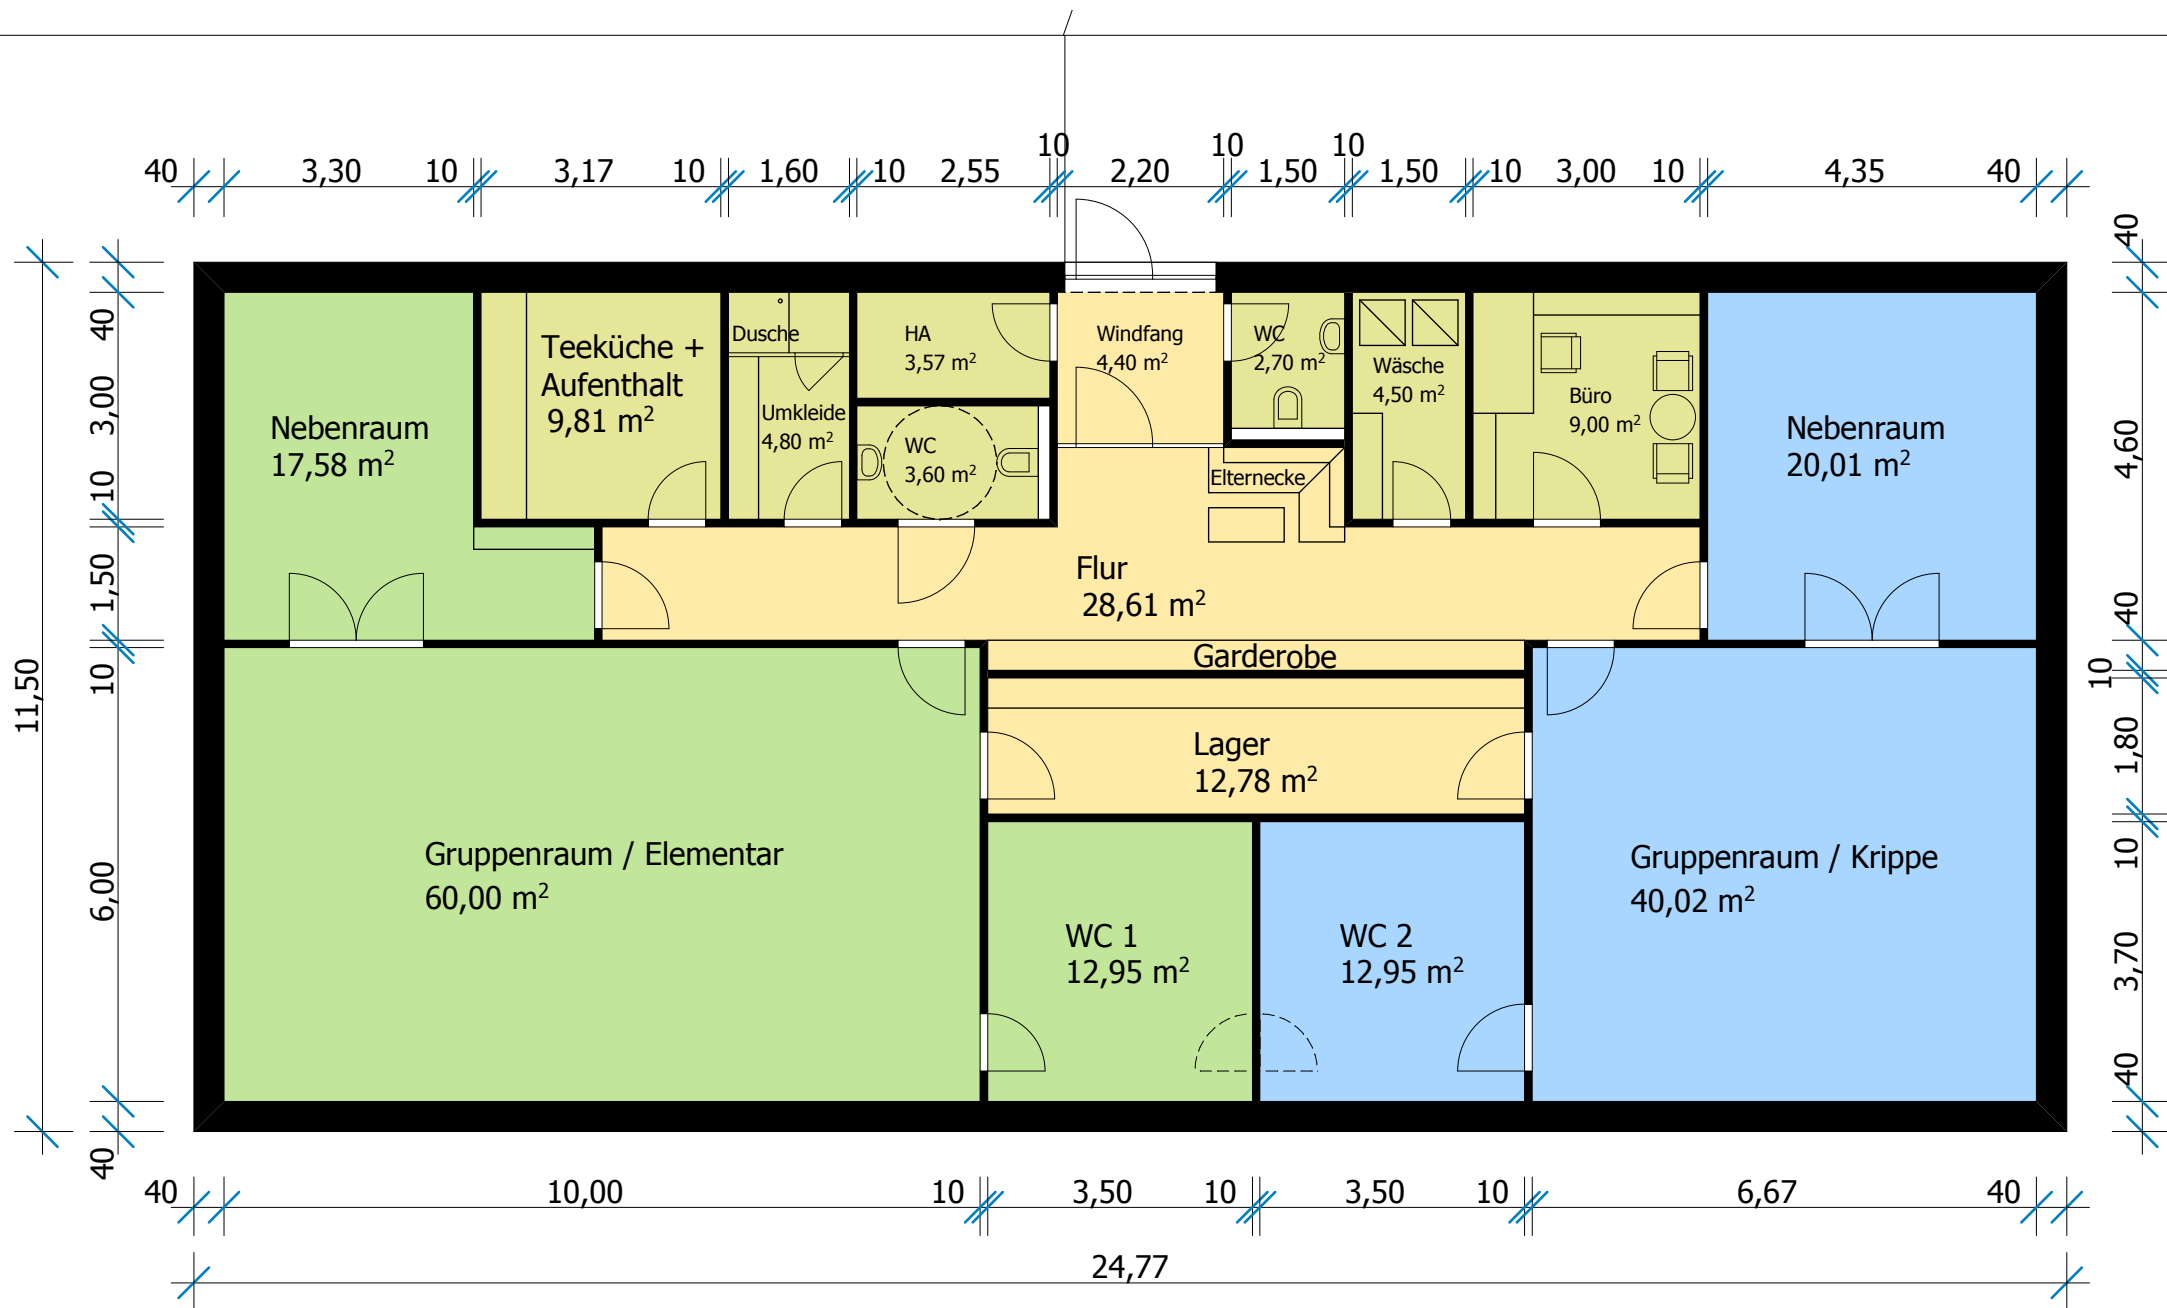 10
10
10
40
3,30
10
3,17
10
1,60
10
2,55
2,20
1,50
1,50
10
3,00
10
4,35
40
40
40
3,00
10
1,50
10
6,00
40
11,50
4,60
40
10
1,80
10
3,70
40
Nebenraum
17,58 m²
Teeküche +
Aufenthalt
9,81 m²
Dusche
Umkleide
4,80 m²
HA
3,57 m²
WC
3,60 m²
Windfang
4,40 m²
WC
2,70 m²
Wäsche
4,50 m²
Büro
9,00 m²
Nebenraum
20,01 m²
Elternecke
Flur
28,61 m²
Garderobe
Lager
12,78 m²
Gruppenraum / Elementar
60,00 m²
WC 1
12,95 m²
WC 2
12,95 m²
Gruppenraum / Krippe
40,02 m²
40
10,00
10
3,50
10
3,50
10
6,67
40
24,77